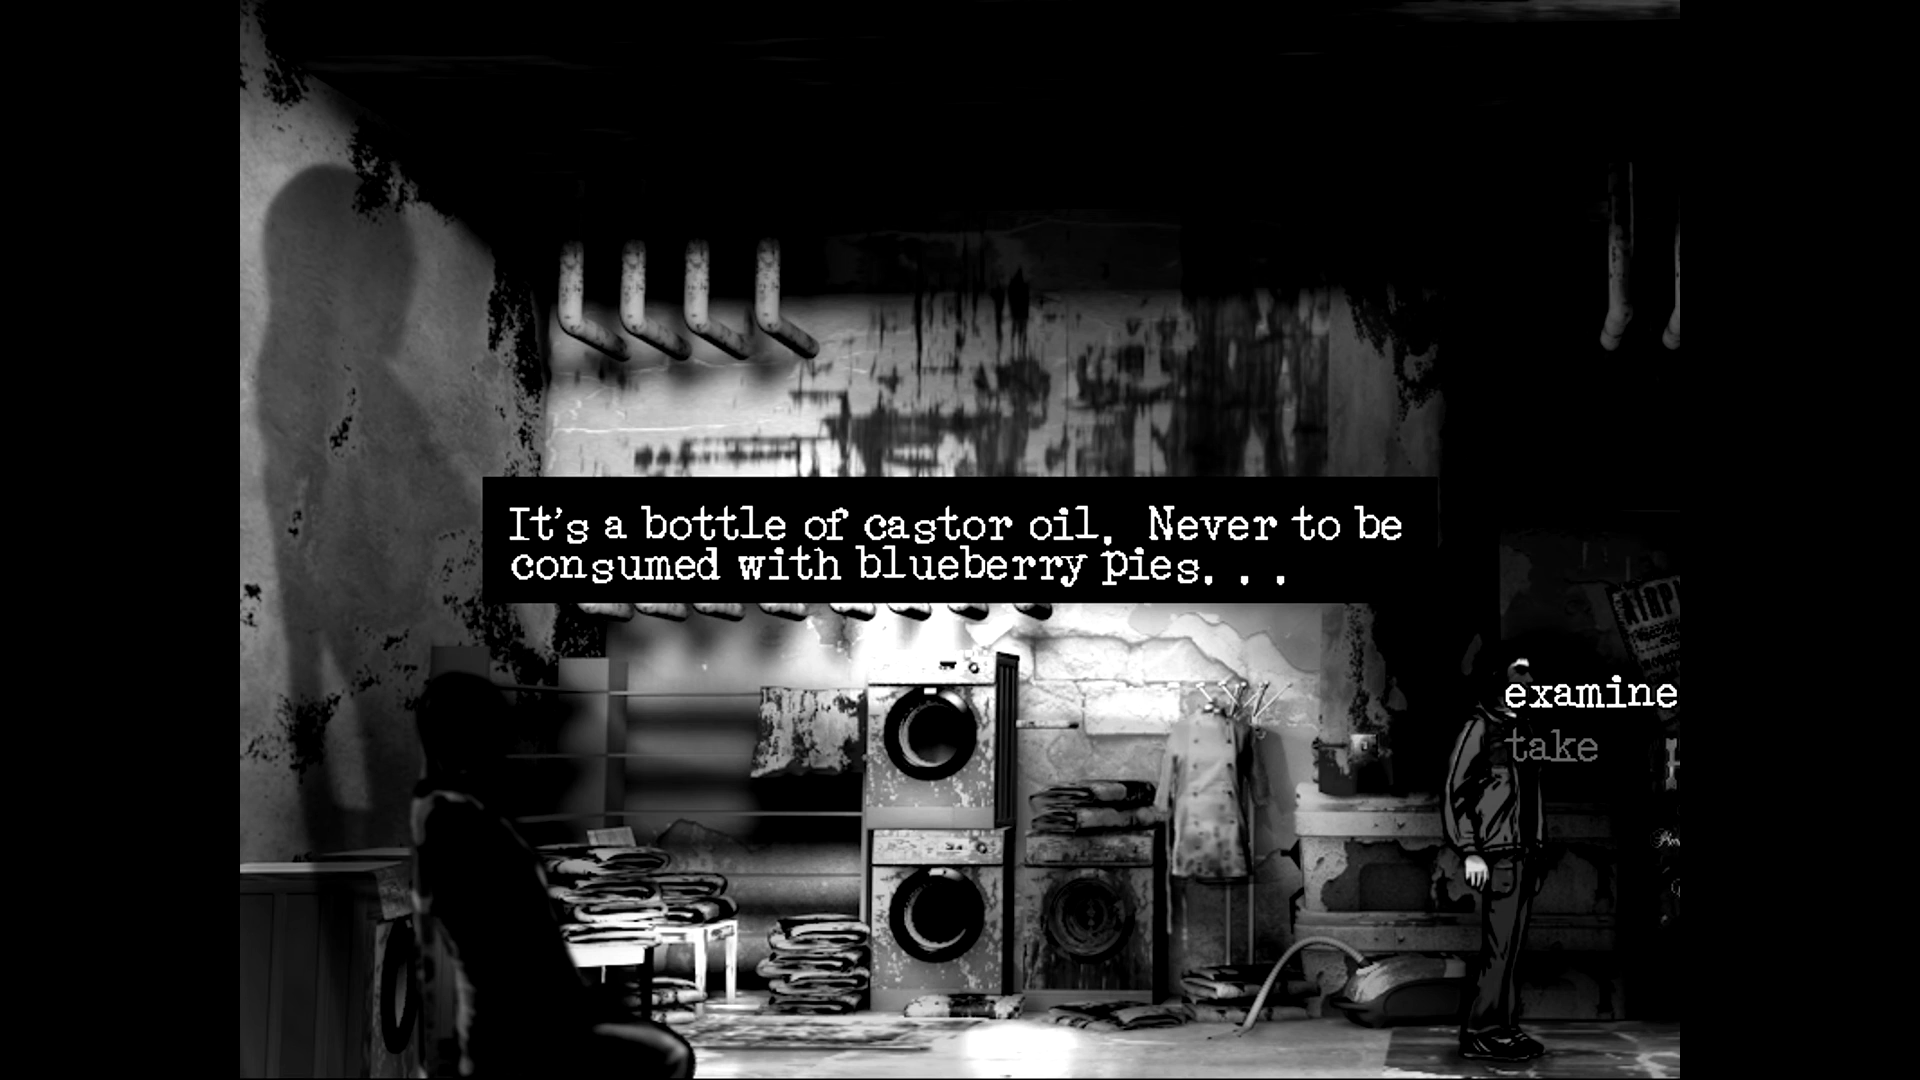 It's a bottle of castor oil. Never to be
consumed with blueberry pies. . .
examine
take